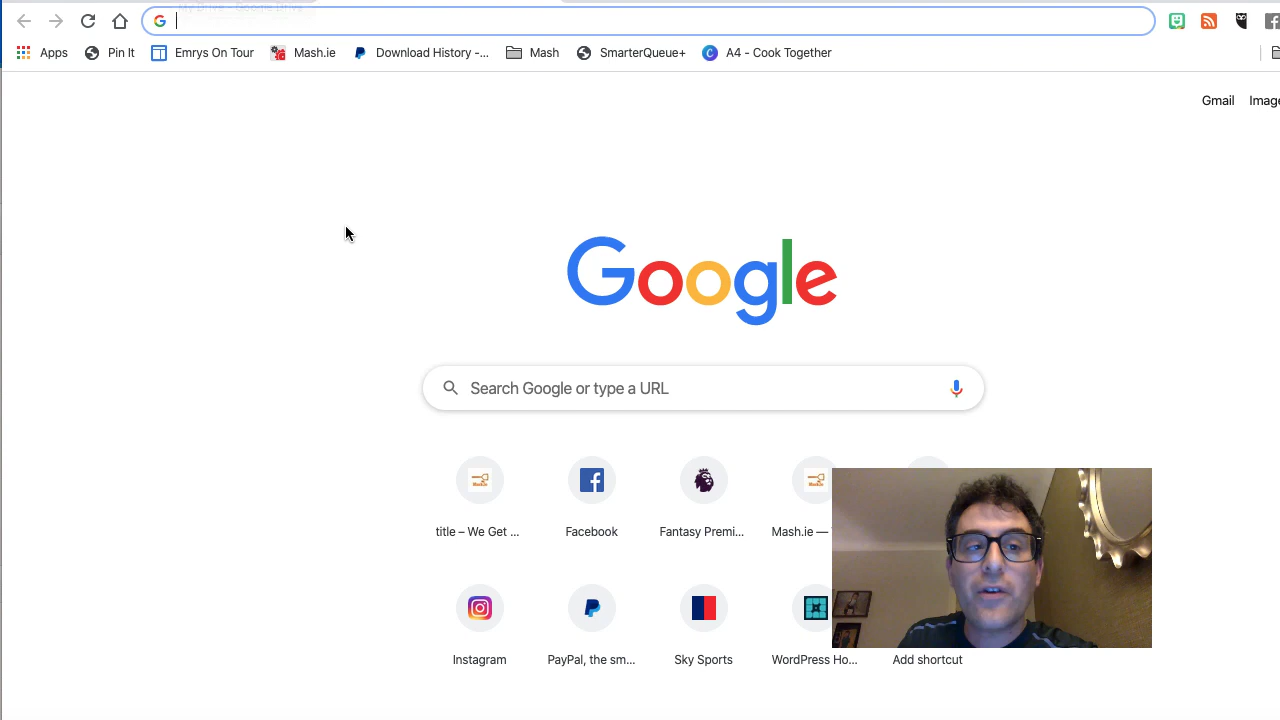 Apps Pin It Emrys On Tour Mash.ie Download History -... Mash SmarterQueue+ A4 - Cook Together
Gmail Image
Google
Search Google or type a URL
title – We Get ... Facebook Fantasy Premi... Mash.ie —
Instagram PayPal, the sm... Sky Sports WordPress Ho... Add shortcut